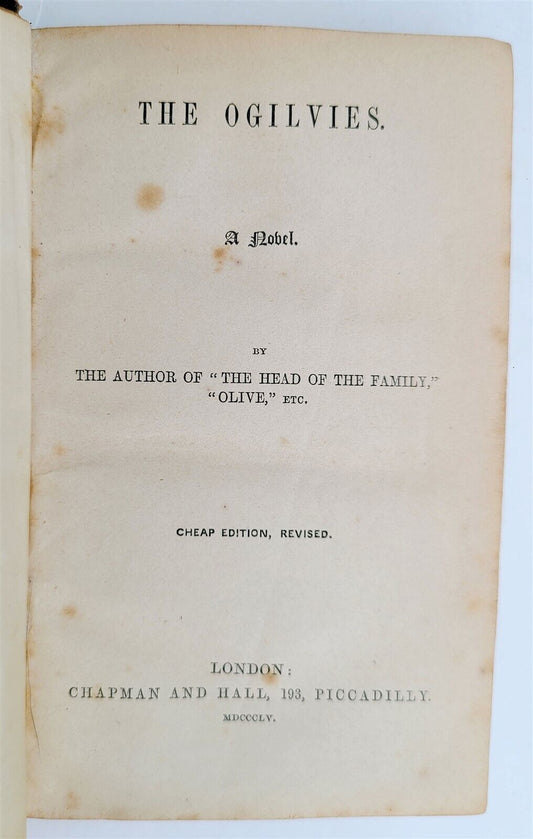 THE OGILVIES.
A Novel.
BY
THE AUTHOR OF “THE HEAD OF THE FAMILY,”
“OLIVE,” ETC.
CHEAP EDITION, REVISED.
LONDON:
CHAPMAN AND HALL, 193, PICCADILLY.
MDCCCLV.